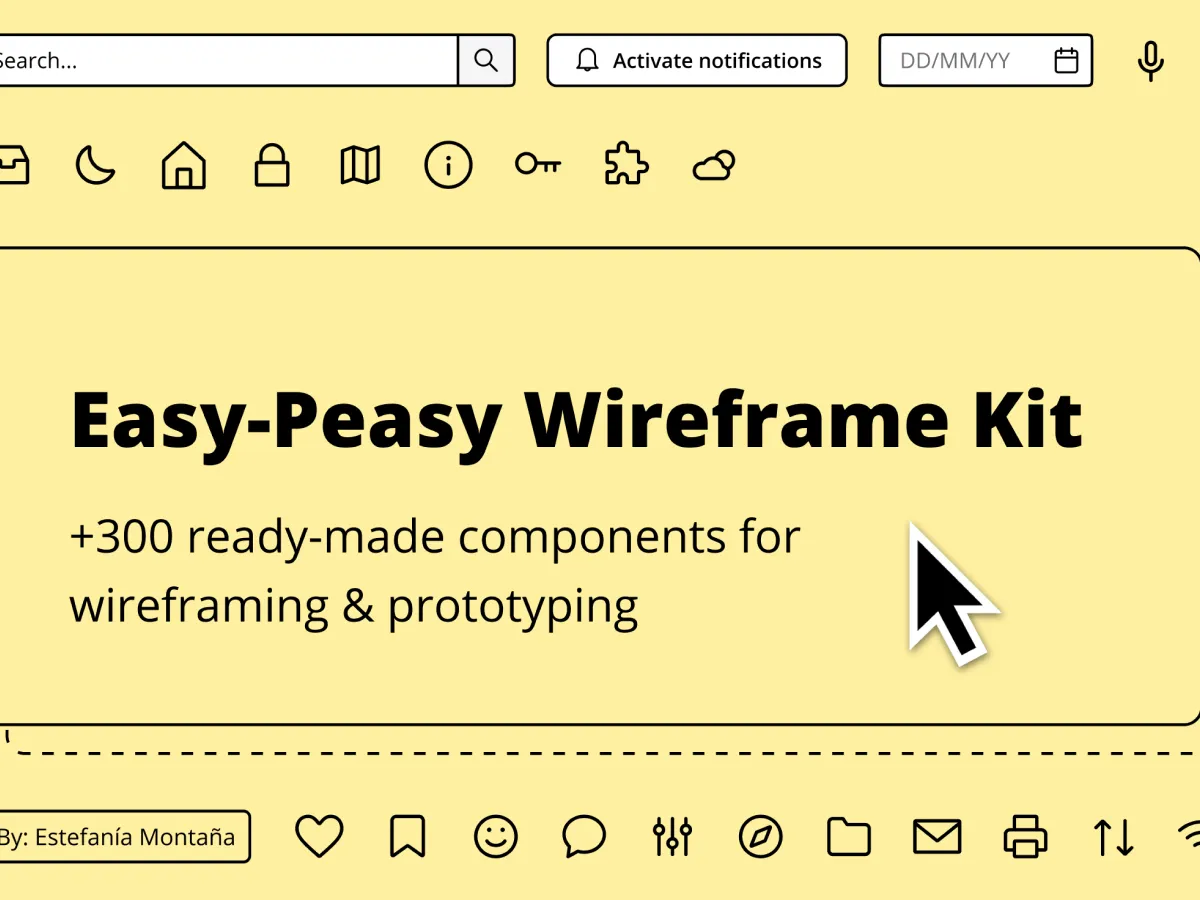 Search...
Activate notifications
DD/MM/YY
Easy-Peasy Wireframe Kit
+300 ready-made components for
wireframing & prototyping
By: Estefanía Montaña